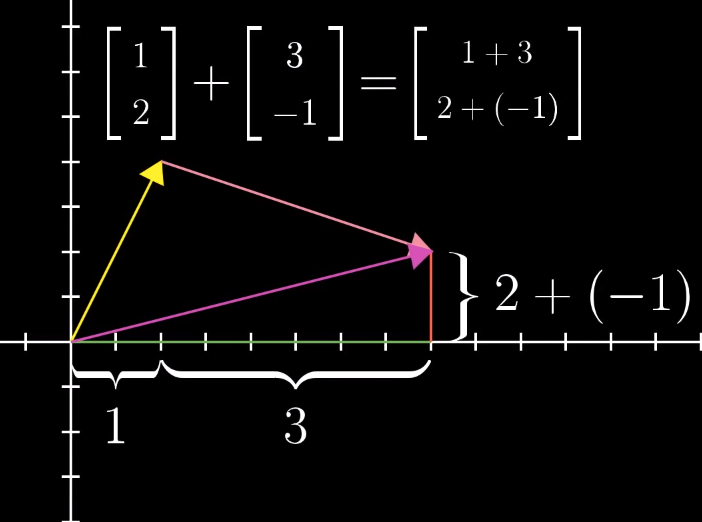 [1 2] + [3 −1] = [1 + 3 2 + (−1)]
} 2 + (−1)
1 3